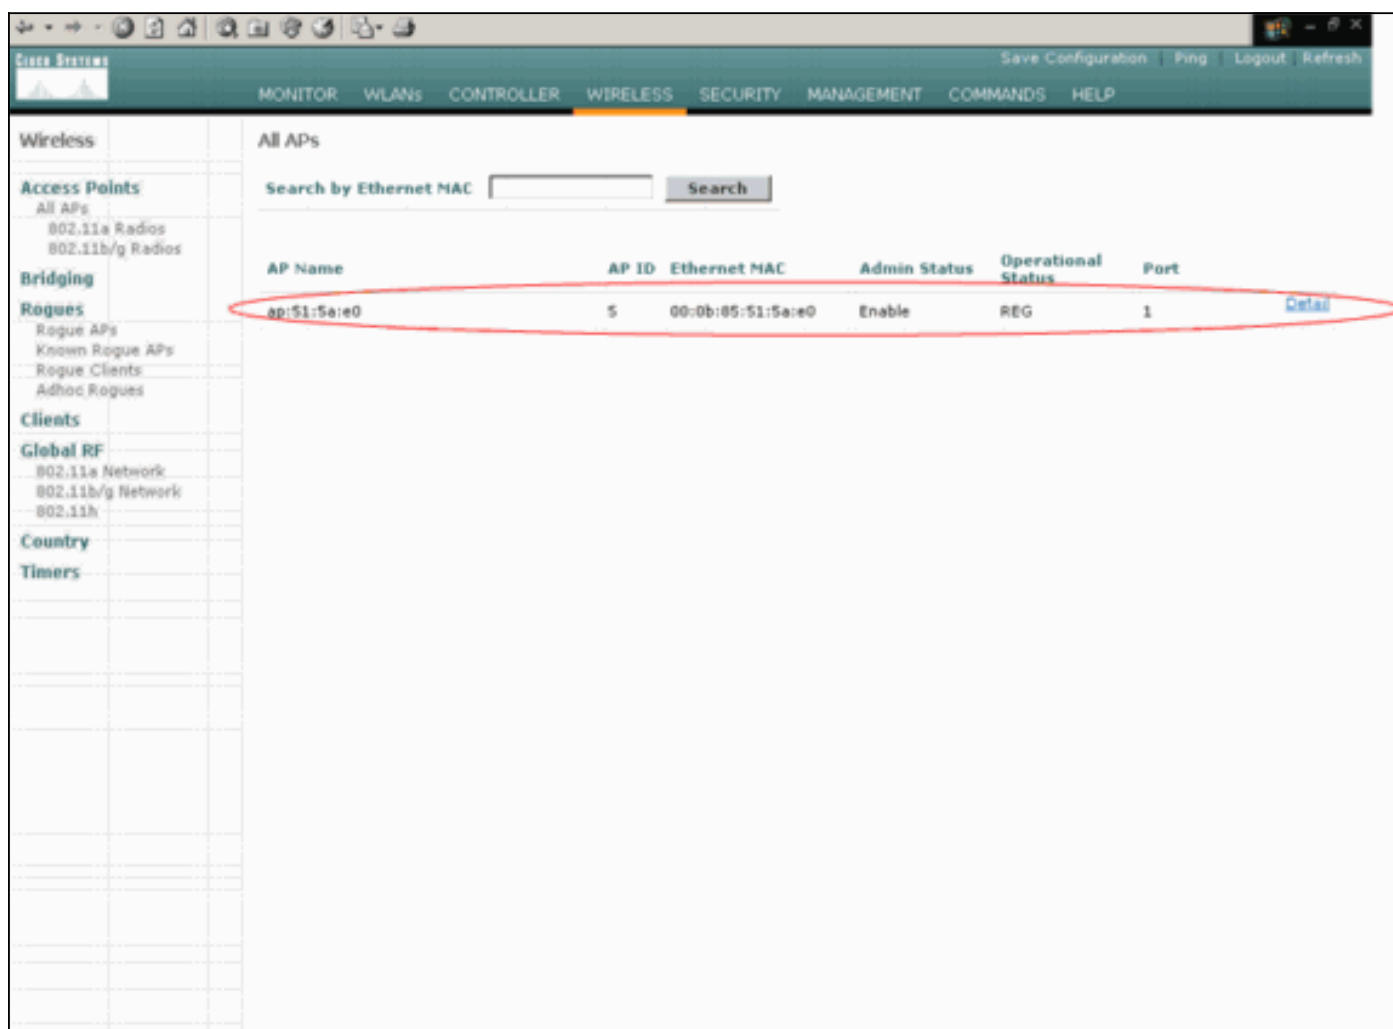 CISCO SYSTEMS
Save Configuration | Ping | Logout | Refresh
MONITOR WLANs CONTROLLER WIRELESS SECURITY MANAGEMENT COMMANDS HELP
Wireless
Access Points
All APs
802.11a Radios
802.11b/g Radios
Bridging
Rogues
Rogue APs
Known Rogue APs
Rogue Clients
Adhoc Rogues
Clients
Global RF
802.11a Network
802.11b/g Network
802.11h
Country
Timers
All APs
Search by Ethernet MAC Search
AP Name AP ID Ethernet MAC Admin Status Operational Status Port
ap:51:5a:e0 5 00:0b:85:51:5a:e0 Enable REG 1 Detail